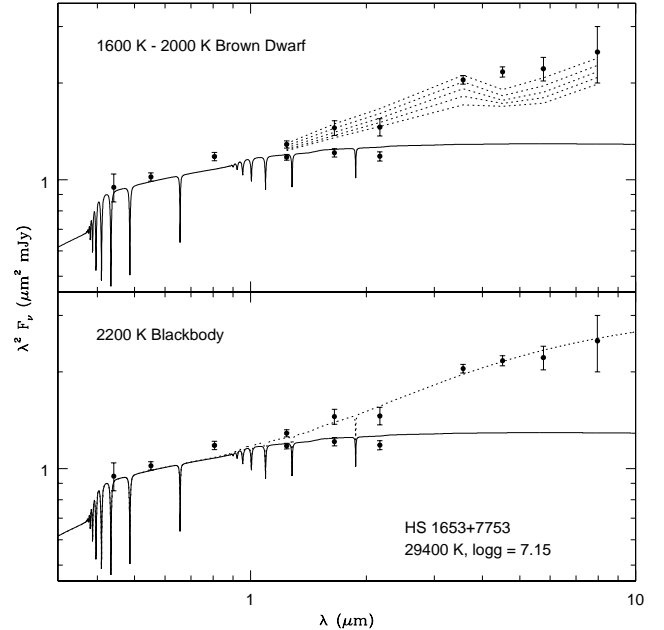 1600 K - 2000 K Brown Dwarf
1
λ² Fν (μm² mJy)
2200 K Blackbody
1
HS 1653+7753
29400 K, logg = 7.15
1
10
λ (μm)